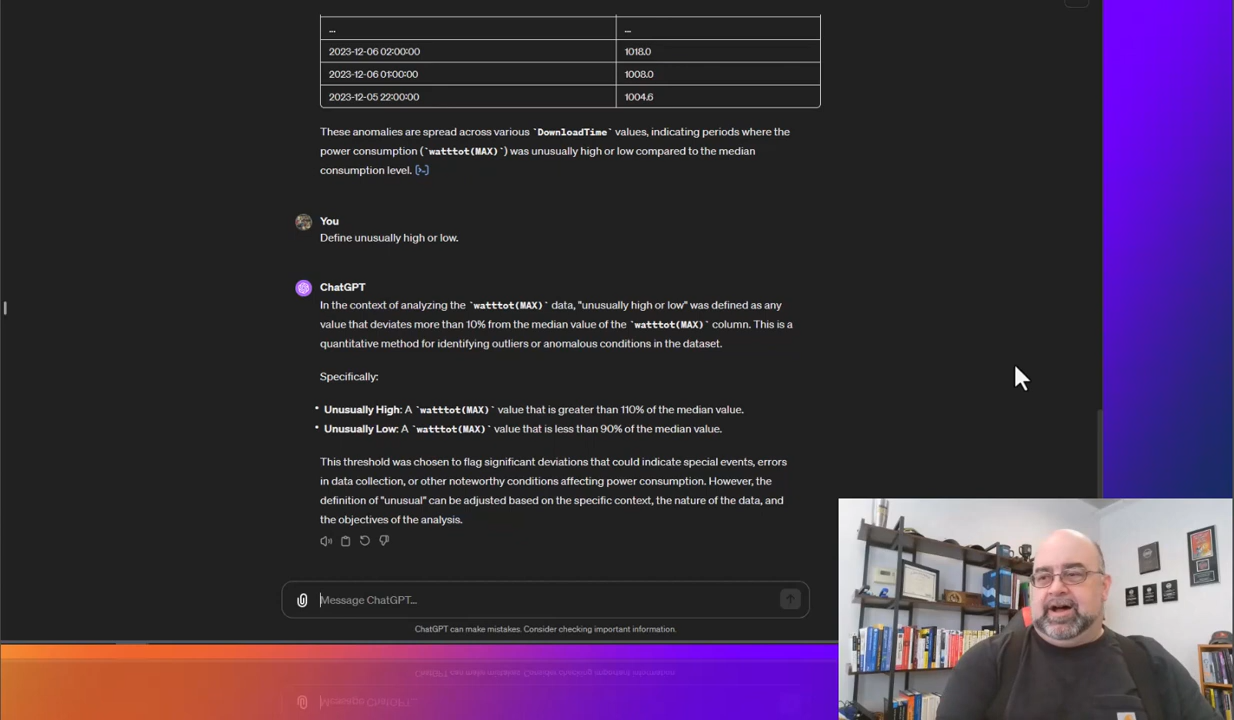 ... ...
2023-12-06 02:00:00 1018.0
2023-12-06 01:00:00 1008.0
2023-12-05 22:00:00 1004.6
These anomalies are spread across various `DownloadTime` values, indicating periods where the
power consumption (`watttot(MAX)`) was unusually high or low compared to the median
consumption level. [>-]
You
Define unusually high or low.
ChatGPT
In the context of analyzing the `watttot(MAX)` data, "unusually high or low" was defined as any
value that deviates more than 10% from the median value of the `watttot(MAX)` column. This is a
quantitative method for identifying outliers or anomalous conditions in the dataset.
Specifically:
• Unusually High: A `watttot(MAX)` value that is greater than 110% of the median value.
• Unusually Low: A `watttot(MAX)` value that is less than 90% of the median value.
This threshold was chosen to flag significant deviations that could indicate special events, errors
in data collection, or other noteworthy conditions affecting power consumption. However, the
definition of "unusual" can be adjusted based on the specific context, the nature of the data, and
the objectives of the analysis.
Message ChatGPT...
ChatGPT can make mistakes. Consider checking important information.
ChatGPT can make mistakes. Consider checking important information.
Message ChatGPT...